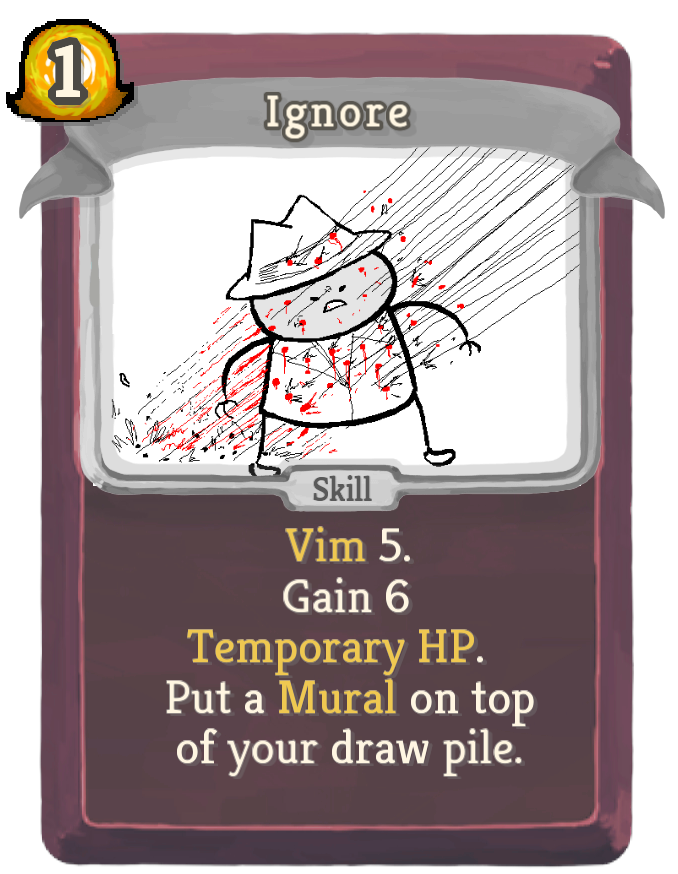 1
Ignore
Skill
Vim 5.
Gain 6
Temporary HP.
Put a Mural on top
of your draw pile.